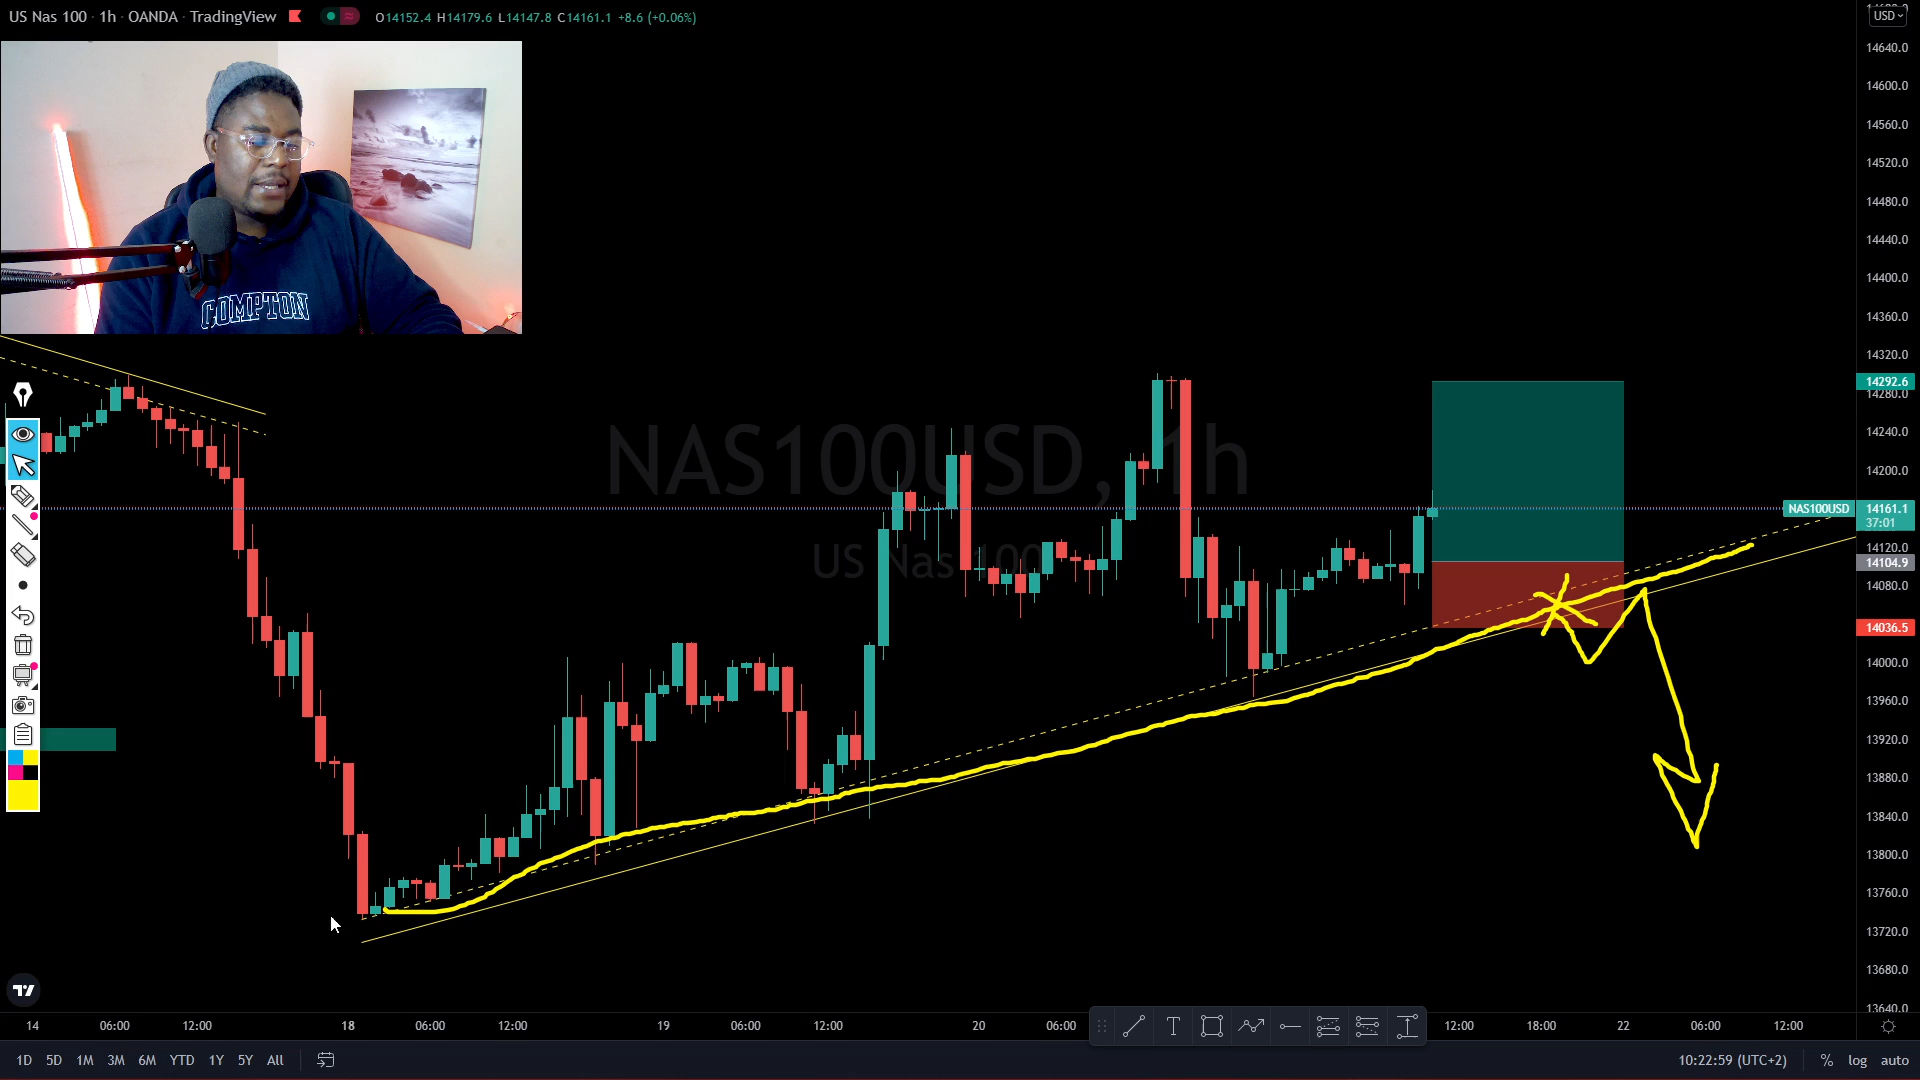 US Nas 100 · 1h · OANDA · TradingView
O14152.4 H14179.6 L14147.8 C14161.1 +8.6 (+0.06%)
USD
14640.0
14600.0
14560.0
14520.0
14480.0
14440.0
14400.0
14360.0
14320.0
14292.6
14280.0
14240.0
14200.0
NAS100USD
14161.1
37:01
14120.0
14104.9
14080.0
14036.5
14000.0
13960.0
13920.0
13880.0
13840.0
13800.0
13760.0
13720.0
13680.0
13640.0
COMPTON
NAS100USD, 1h
US Nas 100
14 06:00 12:00 18 06:00 12:00 19 06:00 12:00 20 06:00 12:00 18:00 22 06:00 12:00
1D 5D 1M 3M 6M YTD 1Y 5Y All
10:22:59 (UTC+2) % log auto